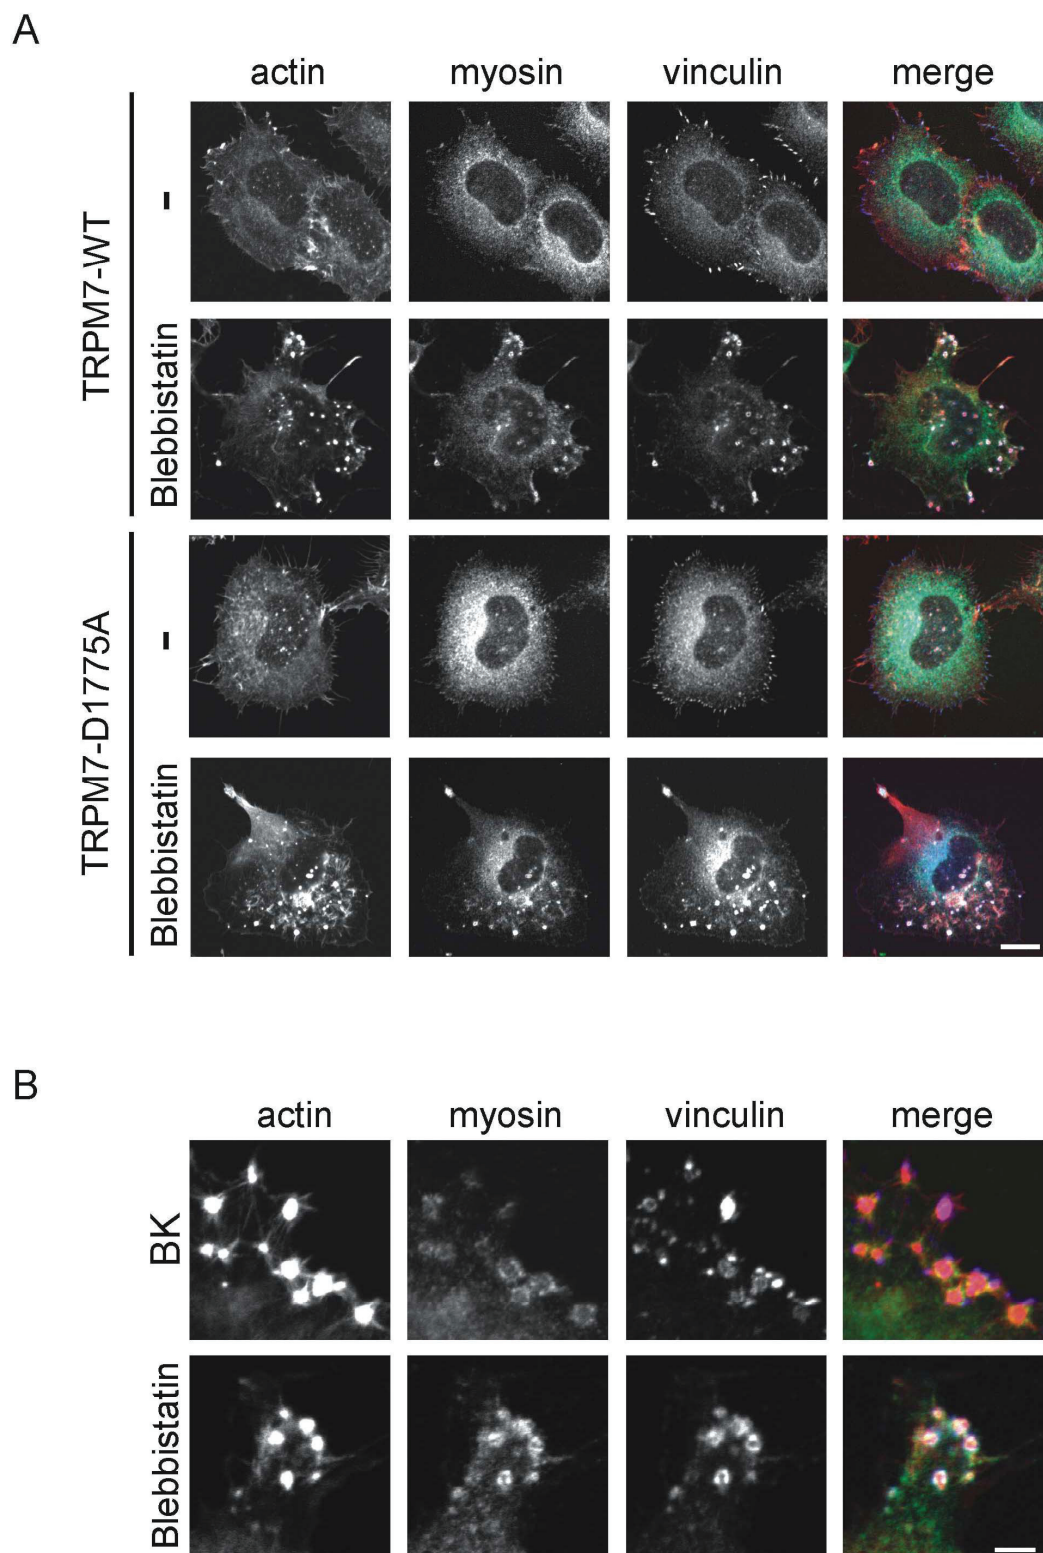 A
actin myosin vinculin merge
TRPM7-WT
–
Blebbistatin
TRPM7-D1775A
–
Blebbistatin
B
actin myosin vinculin merge
BK
Blebbistatin